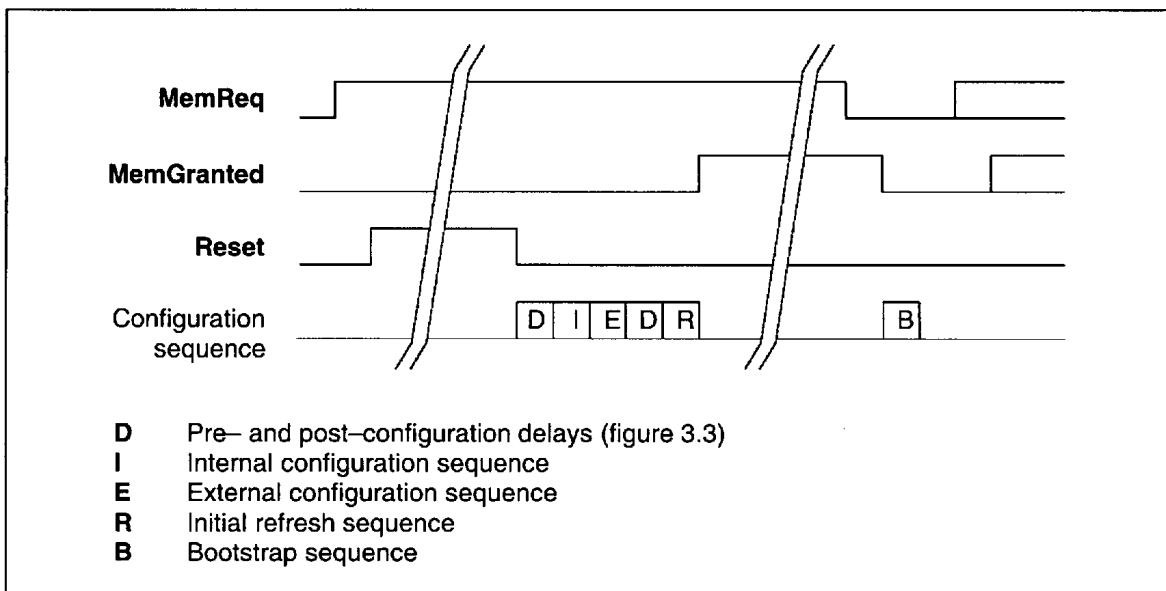 MemReq
MemGranted
Reset
Configuration
sequence
D I E D R B
D Pre– and post–configuration delays (figure 3.3)
I Internal configuration sequence
E External configuration sequence
R Initial refresh sequence
B Bootstrap sequence